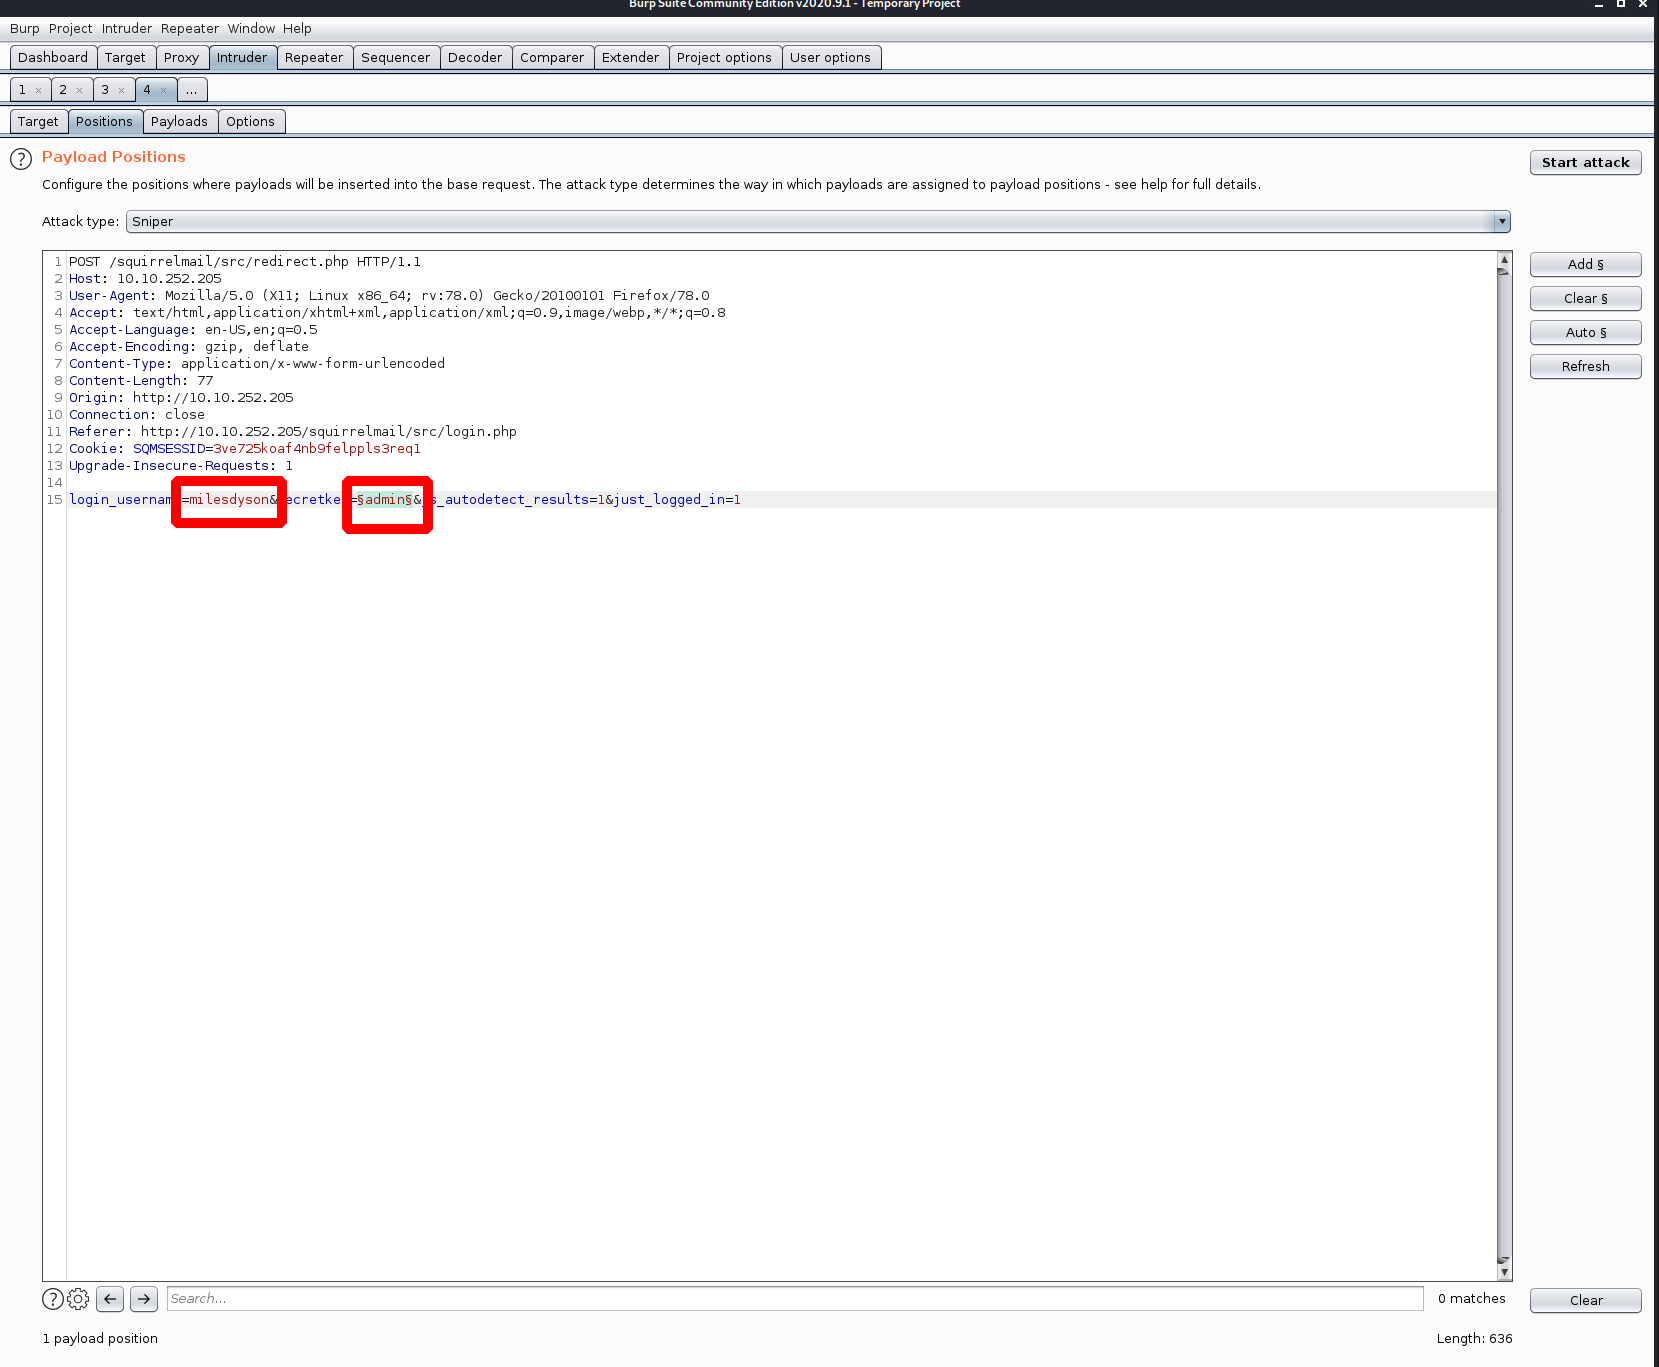 Burp Suite Community Edition v2020.9.1 - Temporary Project
Burp Project Intruder Repeater Window Help
Dashboard Target Proxy Intruder Repeater Sequencer Decoder Comparer Extender Project options User options
1 × 2 × 3 × 4 × ...
Target Positions Payloads Options
? Payload Positions
Start attack
Configure the positions where payloads will be inserted into the base request. The attack type determines the way in which payloads are assigned to payload positions - see help for full details.
Attack type: Sniper
1 POST /squirrelmail/src/redirect.php HTTP/1.1
2 Host: 10.10.252.205
3 User-Agent: Mozilla/5.0 (X11; Linux x86_64; rv:78.0) Gecko/20100101 Firefox/78.0
4 Accept: text/html,application/xhtml+xml,application/xml;q=0.9,image/webp,*/*;q=0.8
5 Accept-Language: en-US,en;q=0.5
6 Accept-Encoding: gzip, deflate
7 Content-Type: application/x-www-form-urlencoded
8 Content-Length: 77
9 Origin: http://10.10.252.205
10 Connection: close
11 Referer: http://10.10.252.205/squirrelmail/src/login.php
12 Cookie: SQMSESSID=3ve725koaf4nb9felppls3req1
13 Upgrade-Insecure-Requests: 1
14
15 login_usernam=milesdyson&ecretke=§admin§&s_autodetect_results=1&just_logged_in=1
Add §
Clear §
Auto §
Refresh
? ← → Search... 0 matches Clear
1 payload position Length: 636